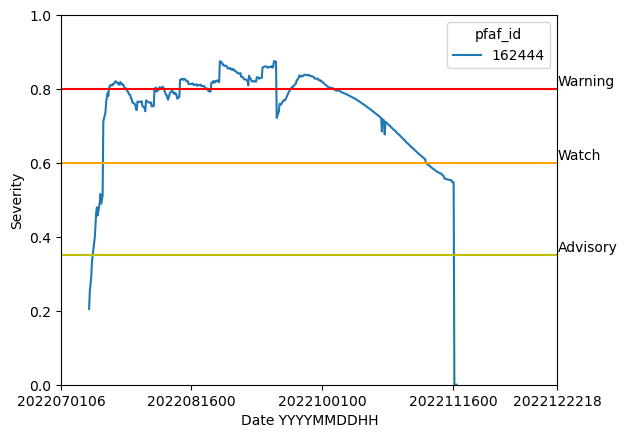 1.0
pfaf_id
162444
0.8
Warning
0.6
Watch
Severity
0.4
Advisory
0.2
0.0
2022070106 2022081600 2022100100 2022111600 2022122218
Date YYYYMMDDHH